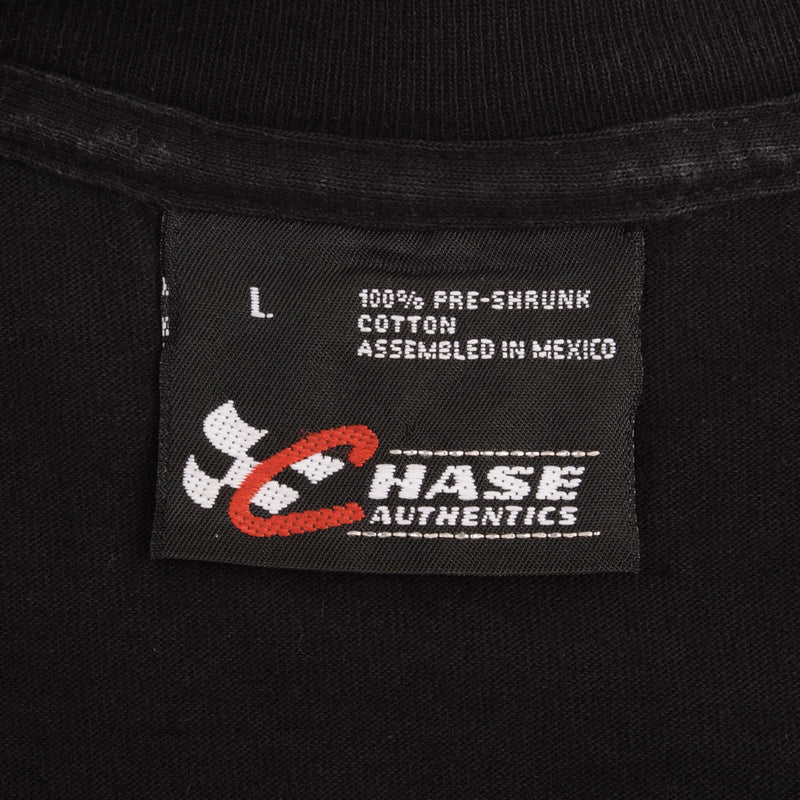 L.
100% PRE-SHRUNK
COTTON
ASSEMBLED IN MEXICO
CHASE
AUTHENTICS